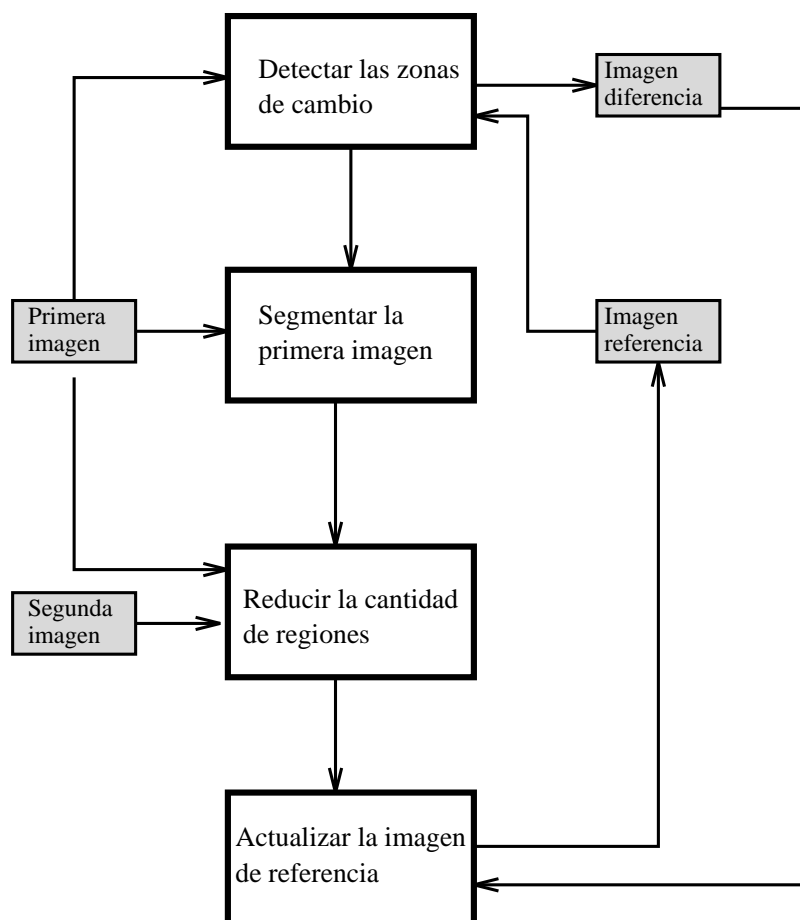 Detectar las zonas
de cambio
Imagen
diferencia
Primera
imagen
Segmentar la
primera imagen
Imagen
referencia
Segunda
imagen
Reducir la cantidad
de regiones
Actualizar la imagen
de referencia